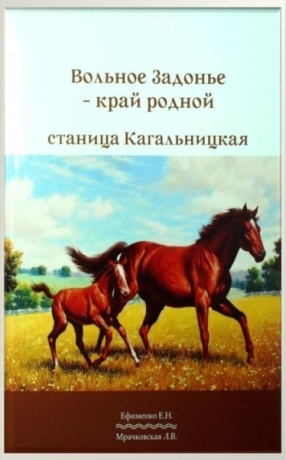 Вольное Задонье
- край родной
станица Кагальницкая
Ефименко Е.Н.
Мрачковская Л.В.